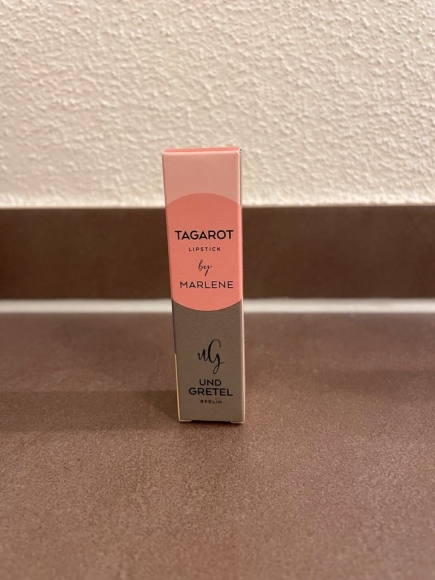 TAGAROT
LIPSTICK
by
MARLENE
uG
UND
GRETEL
BERLIN